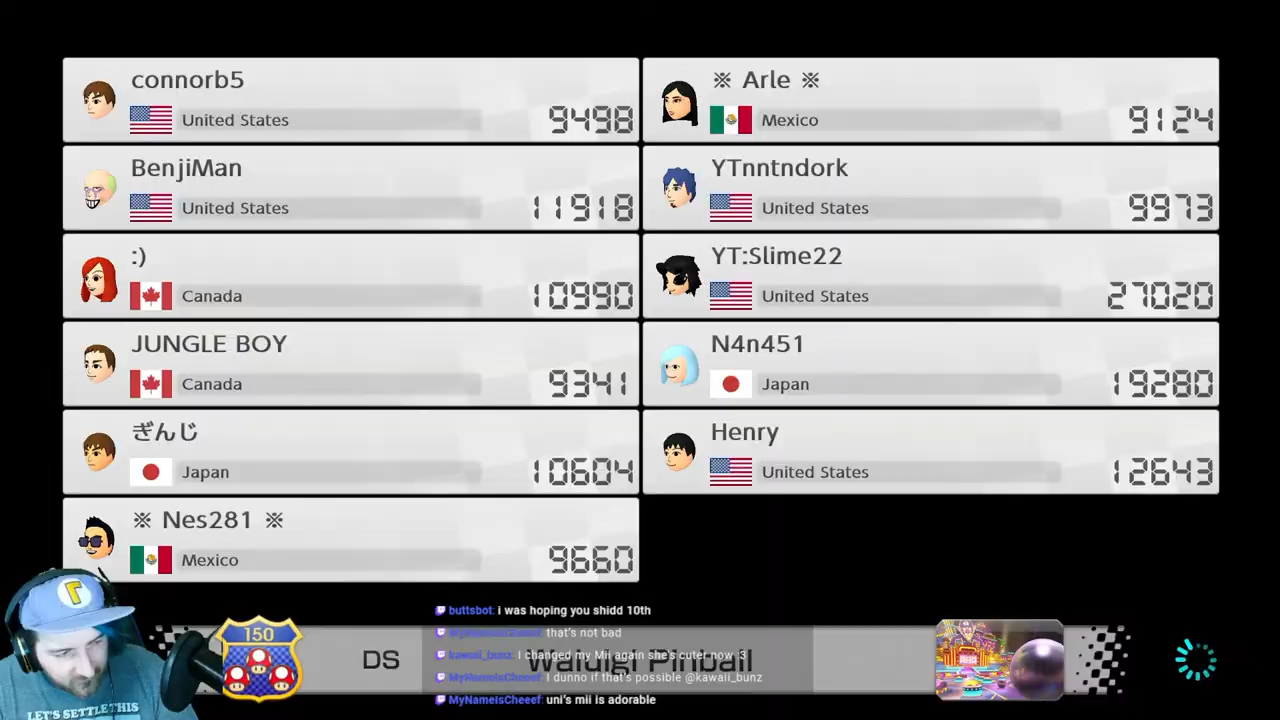 connorb5
United States
9498
※ Arle ※
Mexico
9124
BenjiMan
United States
11918
YTnntndork
United States
9973
:)
Canada
10990
YT:Slime22
United States
27020
JUNGLE BOY
Canada
9341
N4n451
Japan
19280
ぎんじ
Japan
10604
Henry
United States
12643
※ Nes281 ※
Mexico
9660
buttsbot: i was hoping you shidd 10th
MyNameisCheeef: that's not bad
kawaii_bunz: I changed my Mii again she's cuter now :3
MyNameisCheeef: I dunno if that's possible @kawaii_bunz
MyNameisCheeef: uni's mii is adorable
150
DS
Waluigi Pinball
LET'S SETTLE THIS